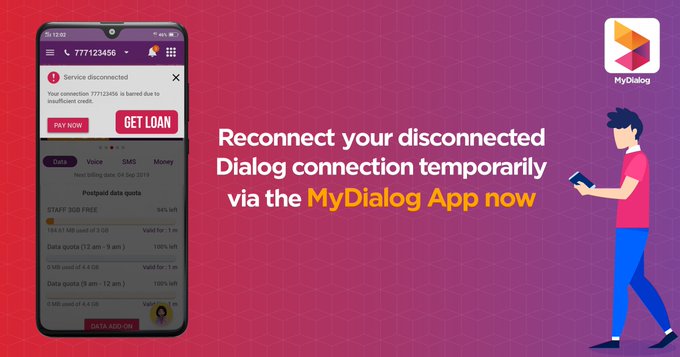 12:02
46%
777123456
Service disconnected
Your connection 777123456 is barred due to
insufficient credit.
PAY NOW
GET LOAN
Data Voice SMS Money
Next billing date: 04 Sep 2019
Postpaid data quota
STAFF 3GB FREE 94% left
184.61 MB used of 3 GB Valid for : 1 m
Data quota (12 am - 9 am ) 100% left
0 MB used of 4.4 GB Valid for : 1 m
Data quota (9 am - 12 am.) 100% left
0 MB used of 4.4 GB
DATA ADD-ON
Reconnect your disconnected
Dialog connection temporarily
via the MyDialog App now
MyDialog